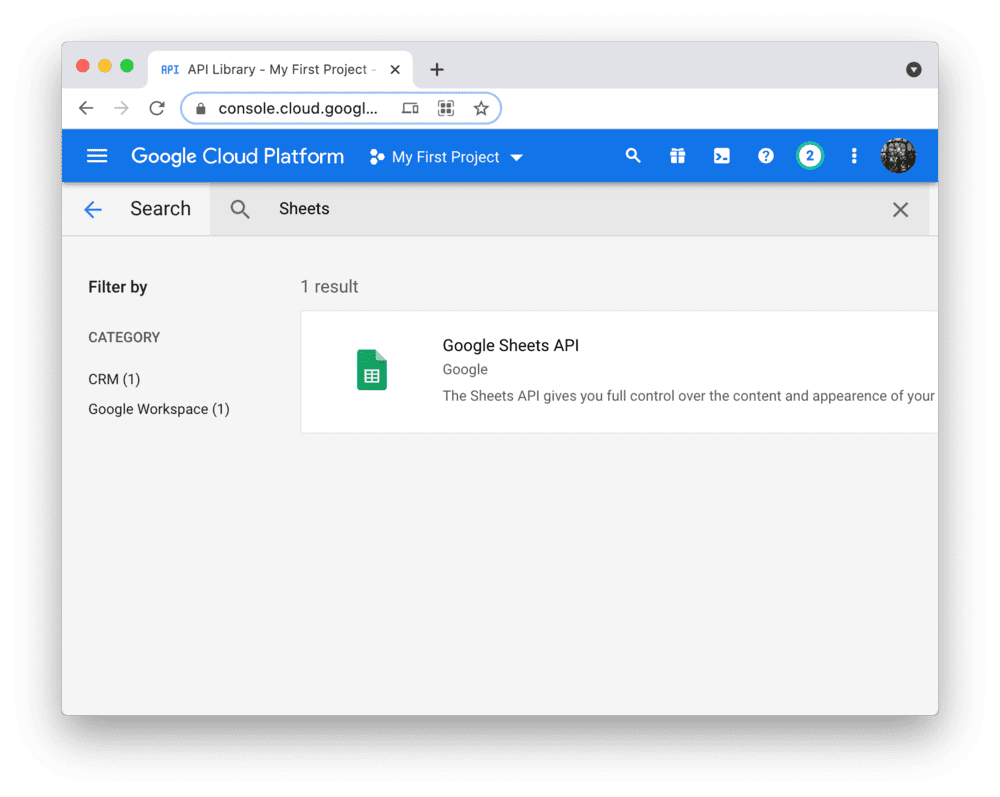 API API Library - My First Project -
console.cloud.googl...
Google Cloud Platform My First Project 2
Search Sheets
Filter by
1 result
CATEGORY
CRM (1)
Google Workspace (1)
Google Sheets API
Google
The Sheets API gives you full control over the content and appearence of your